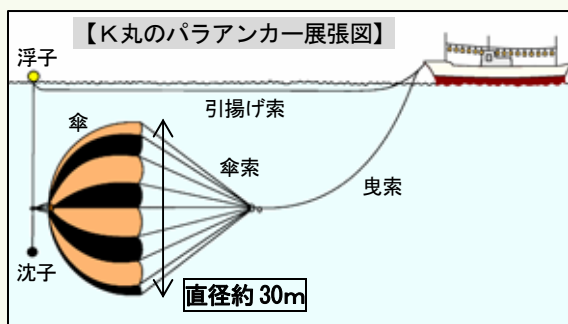 【K丸のパラアンカー展張図】
浮子
引揚げ索
傘
傘索
曳索
沈子
直径約30m